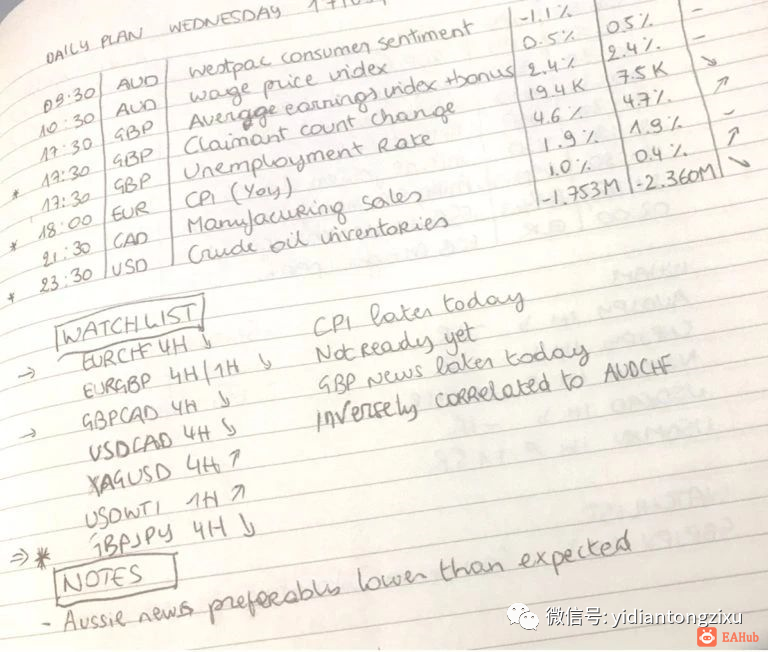 DAILY PLAN WEDNESDAY
09:30 AUD Westpac consumer sentiment -1.1% -
10:30 AUD wage price index 0.5% 0.5% -
17:30 GBP Average earnings index +bonus 2.4% 2.4% -
* 17:30 GBP Claimant count change 19.4K 7.5K ↘
17:30 GBP Unemployment Rate 4.6% 4.7% ↗
* 18:00 EUR CPI (YoY) 1.9% 1.9% -
21:30 CAD Manufacuring sales 1.0% 0.4% ↗
* 23:30 USD Crude oil inventories -1.753M -2.360M ↘
WATCHLIST
→ EURCHF 4H ↘ CPI later today
EURGBP 4H/1H ↘ Not ready yet
→ GBPCAD 4H ↘ GBP News later today
USDCAD 4H ↘ inversely correlated to AUDCHF
XAGUSD 4H ↗
USOWTI 1H ↗
⇒ * GBPJPY 4H ↘
NOTES
- Aussie news preferably lower than expected
微信号: yidiantongzixu
EAHub